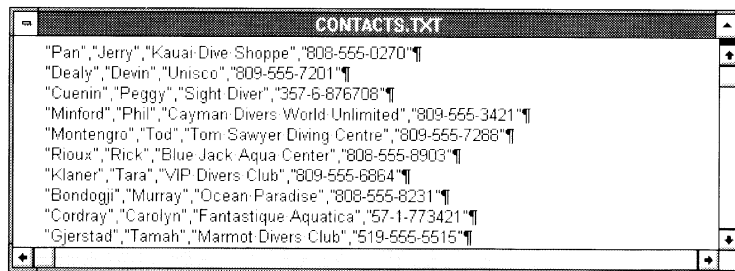 CONTACTS.TXT
"Pan","Jerry","Kauai·Dive·Shoppe","808-555-0270"¶
"Dealy","Devin","Unisco","809-555-7201"¶
"Cuenin","Peggy","Sight·Diver","357-6-876708"¶
"Minford","Phil","Cayman·Divers·World·Unlimited","809-555-3421"¶
"Montengro","Tod","Tom·Sawyer·Diving·Centre","809-555-7288"¶
"Rioux","Rick","Blue·Jack·Aqua·Center","808-555-8903"¶
"Klaner","Tara","VIP·Divers·Club","809-555-6864"¶
"Bondogji","Murray","Ocean·Paradise","808-555-8231"¶
"Cordray","Carolyn","Fantastique·Aquatica","57-1-773421"¶
"Gjerstad","Tamah","Marmot·Divers·Club","519-555-5515"¶